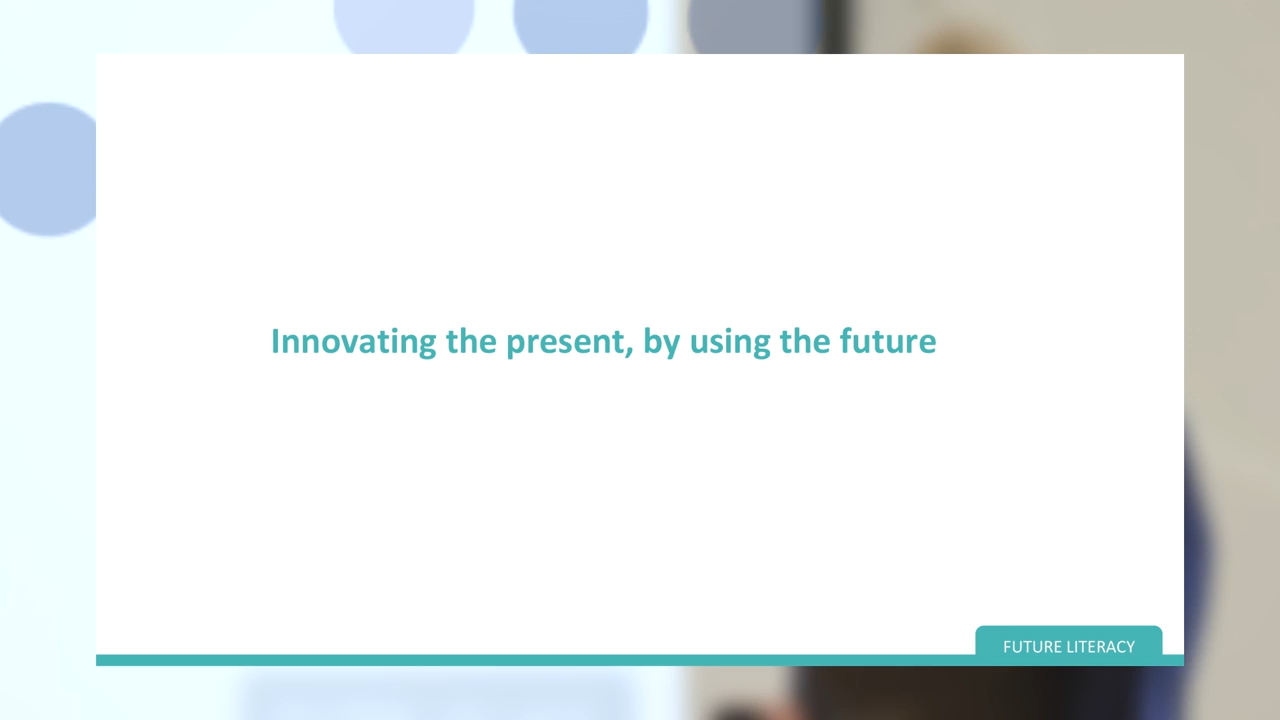 Innovating the present, by using the future
FUTURE LITERACY